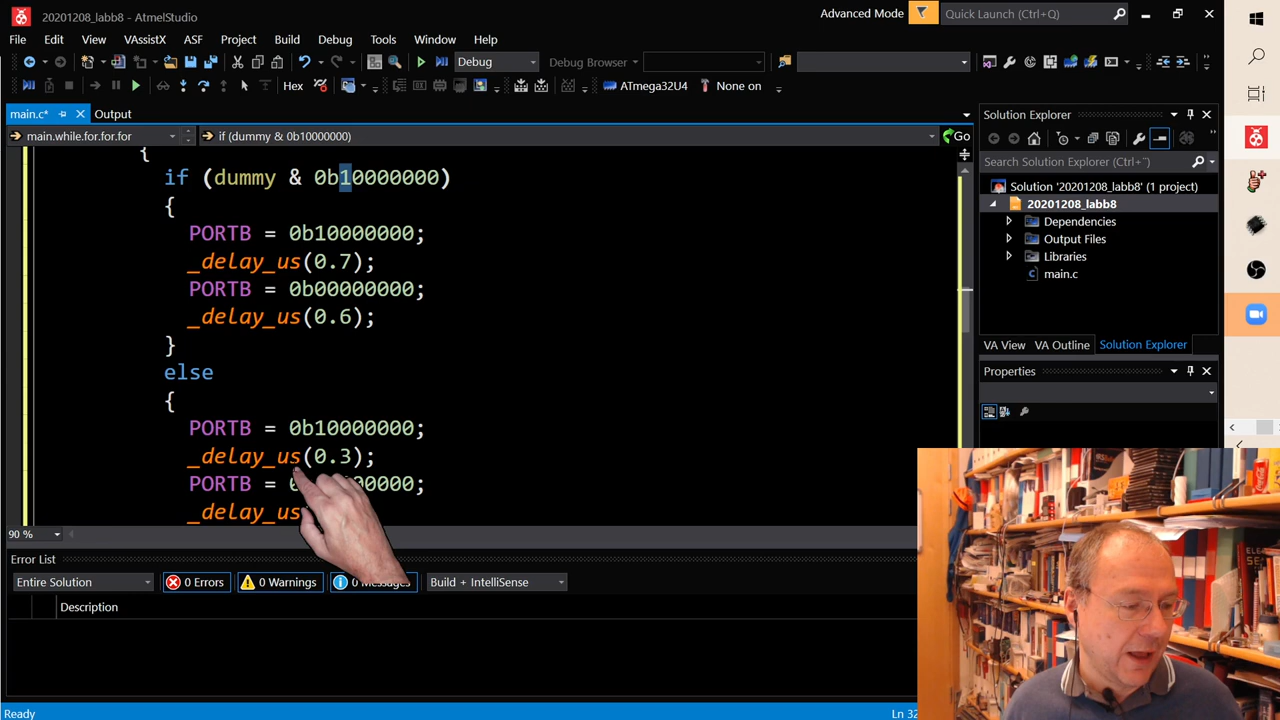 20201208_labb8 - AtmelStudio
Advanced Mode
Quick Launch (Ctrl+Q)
File Edit View VAssistX ASF Project Build Debug Tools Window Help
Debug
Debug Browser
Hex
ATmega32U4
None on
main.c*
Output
main.while.for.for.for
if (dummy & 0b10000000)
Go
{
if (dummy & 0b10000000)
{
PORTB = 0b10000000;
_delay_us(0.7);
PORTB = 0b00000000;
_delay_us(0.6);
}
else
{
PORTB = 0b10000000;
_delay_us(0.3);
PORTB = 000;
_delay_us
90 %
Error List
Entire Solution
0 Errors
0 Warnings
0 Messages
Build + IntelliSense
Description
Ready
Ln 32
Solution Explorer
Search Solution Explorer (Ctrl+¨)
Solution '20201208_labb8' (1 project)
20201208_labb8
Dependencies
Output Files
Libraries
main.c
VA View
VA Outline
Solution Explorer
Properties